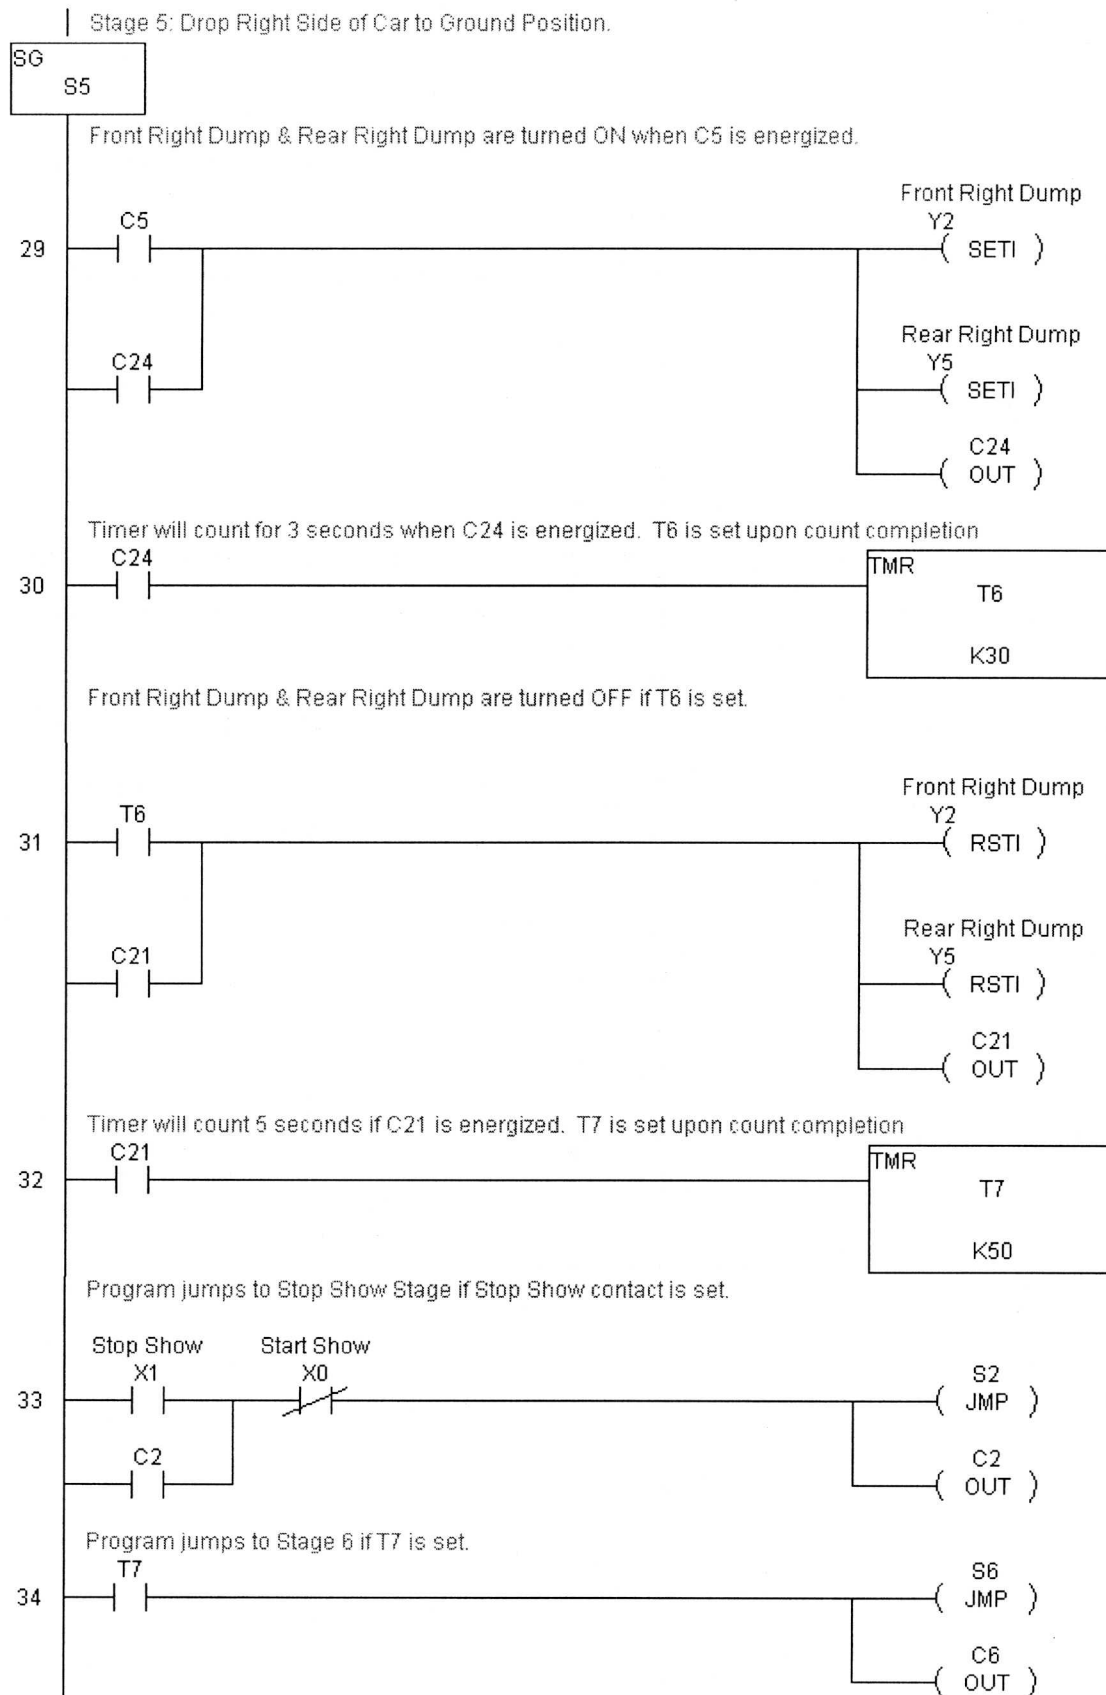 Stage 5: Drop Right Side of Car to Ground Position.
SG
S5
Front Right Dump & Rear Right Dump are turned ON when C5 is energized.
Front Right Dump
C5
Y2
29
SETI
Rear Right Dump
C24
Y5
SETI
C24
OUT
Timer will count for 3 seconds when C24 is energized.  T6 is set upon count completion
C24
TMR
30
T6
K30
Front Right Dump & Rear Right Dump are turned OFF if T6 is set.
Front Right Dump
T6
Y2
31
RSTI
Rear Right Dump
C21
Y5
RSTI
C21
OUT
Timer will count 5 seconds if C21 is energized.  T7 is set upon count completion
C21
TMR
32
T7
K50
Program jumps to Stop Show Stage if Stop Show contact is set.
Stop Show Start Show
X1 X0
S2
33
JMP
C2
C2
OUT
Program jumps to Stage 6 if T7 is set.
T7
S6
34
JMP
C6
OUT